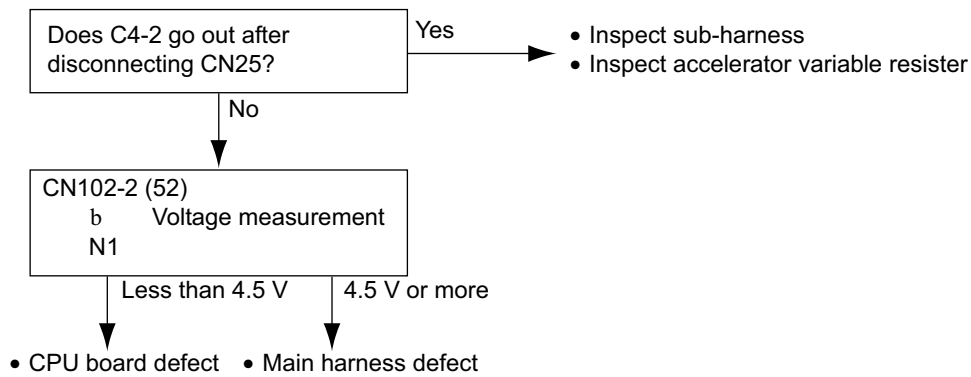 Does C4-2 go out after
disconnecting CN25?
Yes
• Inspect sub-harness
• Inspect accelerator variable resister
No
CN102-2 (52)
b Voltage measurement
N1
Less than 4.5 V
4.5 V or more
• CPU board defect
• Main harness defect